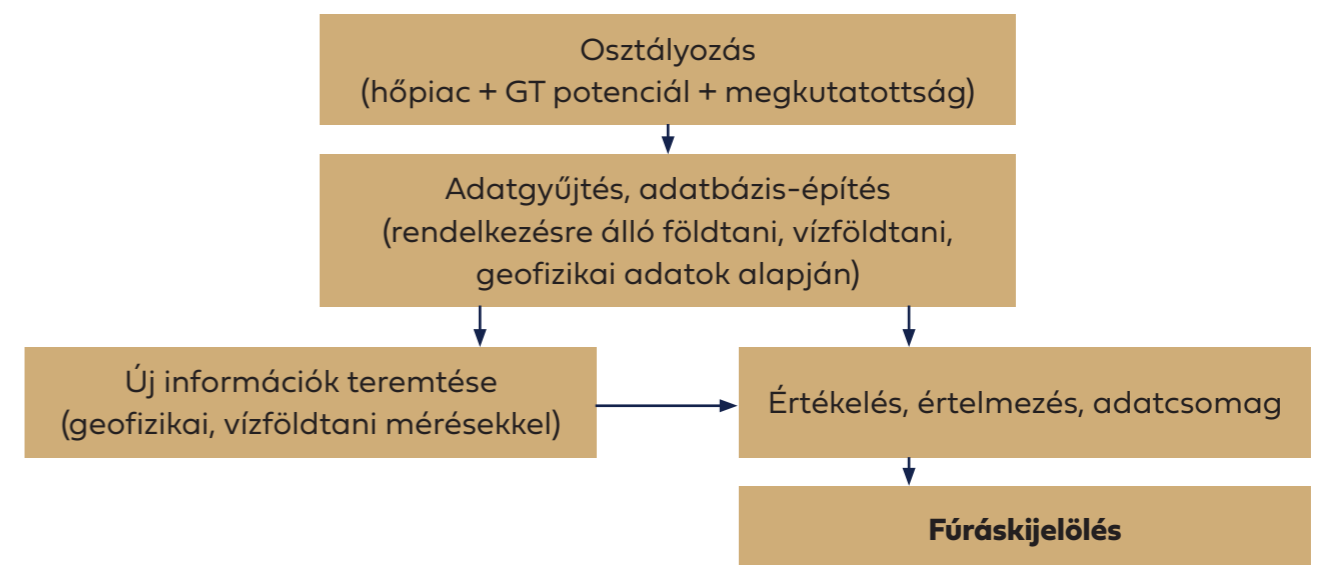 Osztályozás
(hőpiac + GT potenciál + megkutatottság)
Adatgyűjtés, adatbázis-építés
(rendelkezésre álló földtani, vízföldtani,
geofizikai adatok alapján)
Új információk teremtése
(geofizikai, vízföldtani mérésekkel)
Értékelés, értelmezés, adatcsomag
Fúráskijelölés